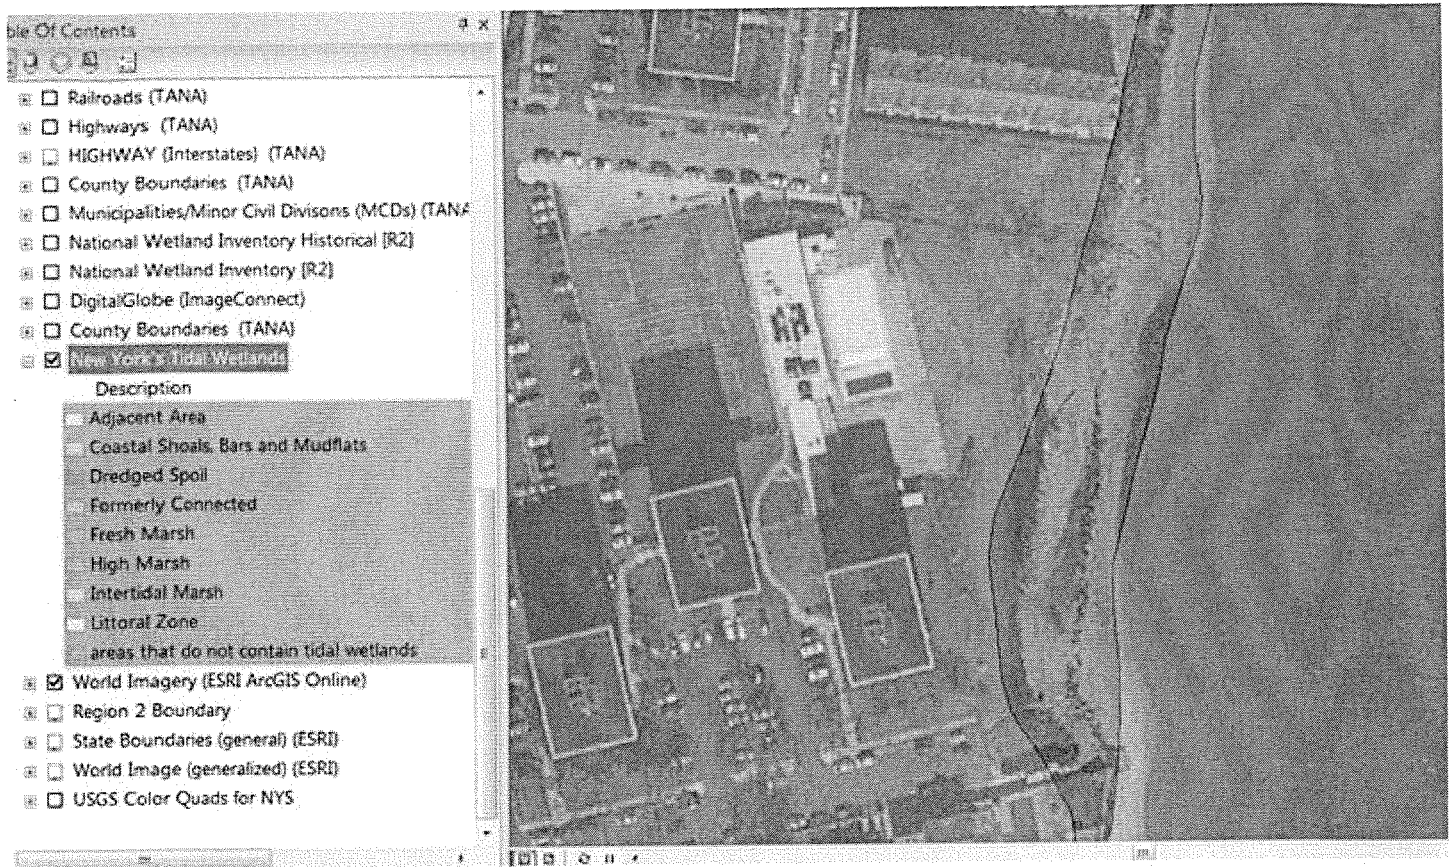 ble Of Contents
Railroads (TANA)
Highways (TANA)
HIGHWAY (Interstates) (TANA)
County Boundaries (TANA)
Municipalities/Minor Civil Divisons (MCDs) (TANA
National Wetland Inventory Historical [R2]
National Wetland Inventory [R2]
DigitalGlobe (ImageConnect)
County Boundaries (TANA)
New York's Tidal Wetlands
Description
Adjacent Area
Coastal Shoals, Bars and Mudflats
Dredged Spoil
Formerly Connected
Fresh Marsh
High Marsh
Intertidal Marsh
Littoral Zone
areas that do not contain tidal wetlands
World Imagery (ESRI ArcGIS Online)
Region 2 Boundary
State Boundaries (general) (ESRI)
World Image (generalized) (ESRI)
USGS Color Quads for NYS